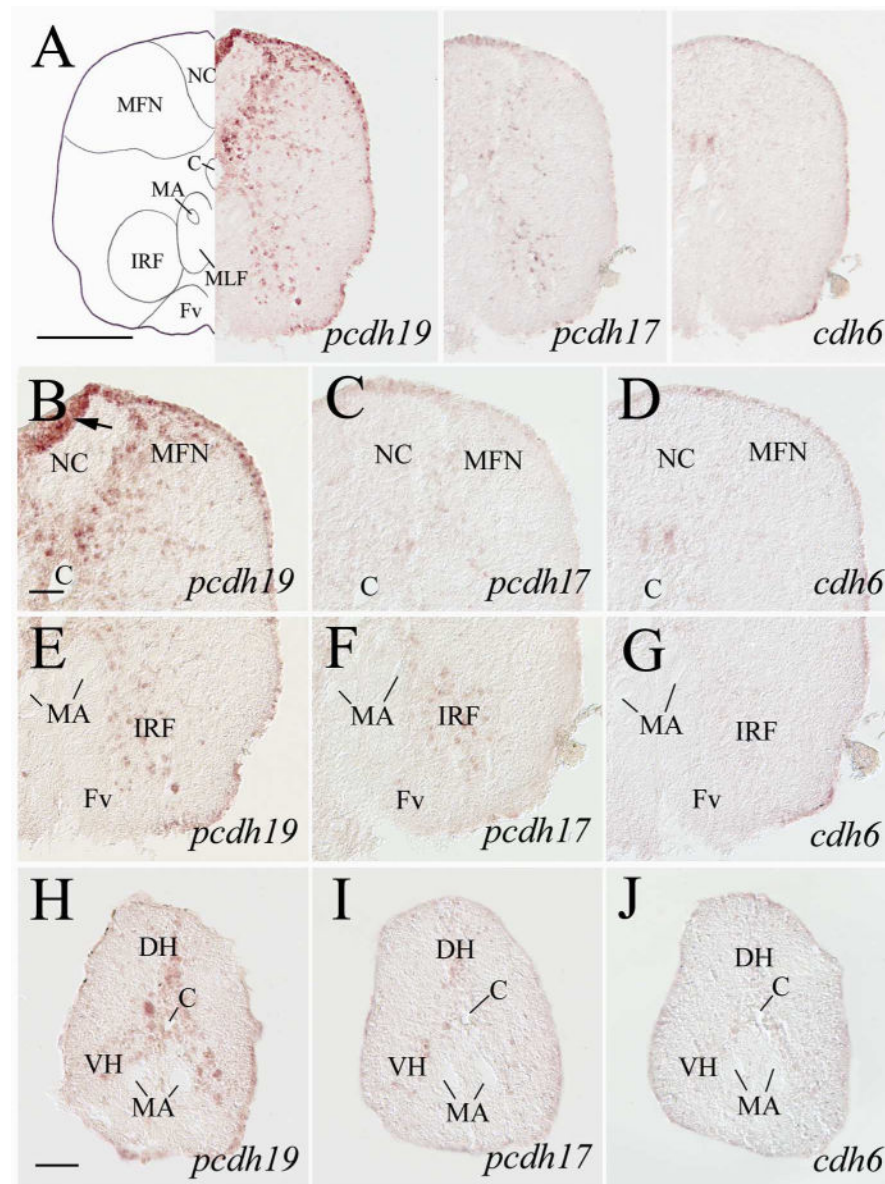 A
NC
MFN
C
MA
IRF
MLF
Fv
pcdh19
pcdh17
cdh6
B
NC
MFN
C
pcdh19
C
NC
MFN
C
pcdh17
D
NC
MFN
C
cdh6
E
MA
IRF
Fv
pcdh19
F
MA
IRF
Fv
pcdh17
G
MA
IRF
Fv
cdh6
H
DH
C
VH
MA
pcdh19
I
DH
C
VH
MA
pcdh17
J
DH
C
VH
MA
cdh6